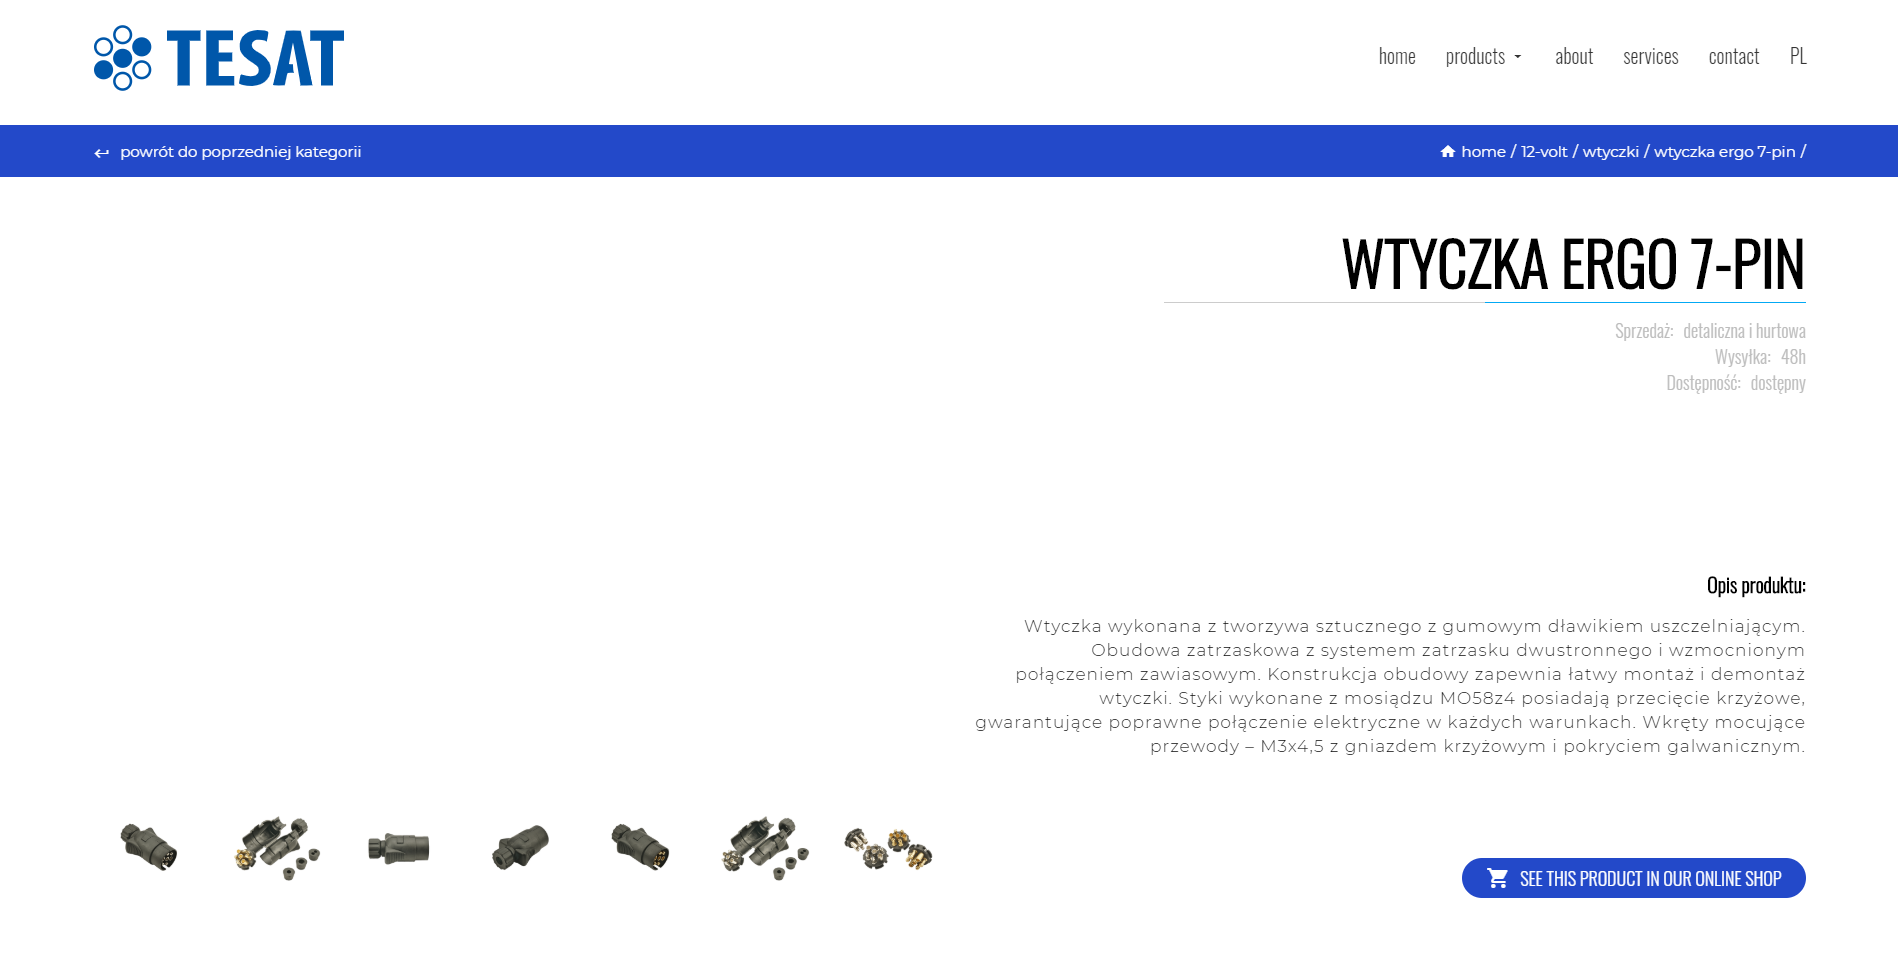 TESAT
home products about services contact PL
powrót do poprzedniej kategorii
home / 12-volt / wtyczki / wtyczka ergo 7-pin /
WTYCZKA ERGO 7-PIN
Sprzedaż: detaliczna i hurtowa
Wysyłka: 48h
Dostępność: dostępny
Opis produktu:
Wtyczka wykonana z tworzywa sztucznego z gumowym dławikiem uszczelniającym.
Obudowa zatrzaskowa z systemem zatrzasku dwustronnego i wzmocnionym
połączeniem zawiasowym. Konstrukcja obudowy zapewnia łatwy montaż i demontaż
wtyczki. Styki wykonane z mosiądzu MO58z4 posiadają przecięcie krzyżowe,
gwarantujące poprawne połączenie elektryczne w każdych warunkach. Wkręty mocujące
przewody – M3x4,5 z gniazdem krzyżowym i pokryciem galwanicznym.
SEE THIS PRODUCT IN OUR ONLINE SHOP